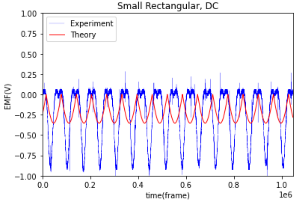 Small Rectangular, DC
1.00
0.75
0.50
0.25
0.00
−0.25
−0.50
−0.75
−1.00
EMF(V)
Experiment
Theory
0.0 0.2 0.4 0.6 0.8 1.0
1e6
time(frame)